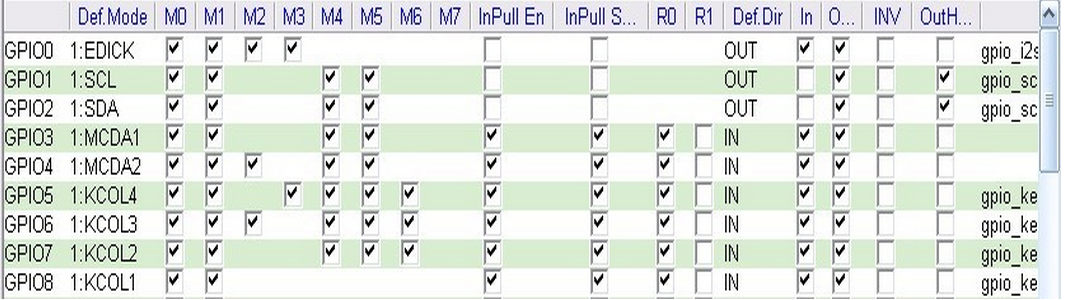 Def.Mode M0 M1 M2 M3 M4 M5 M6 M7 InPull En InPull S... R0 R1 Def.Dir In O... INV OutH...
GPIO0 1:EDICK OUT gpio_i2s
GPIO1 1:SCL OUT gpio_sc
GPIO2 1:SDA OUT gpio_sc
GPIO3 1:MCDA1 IN
GPIO4 1:MCDA2 IN
GPIO5 1:KCOL4 IN gpio_ke
GPIO6 1:KCOL3 IN gpio_ke
GPIO7 1:KCOL2 IN gpio_ke
GPIO8 1:KCOL1 IN gpio_ke